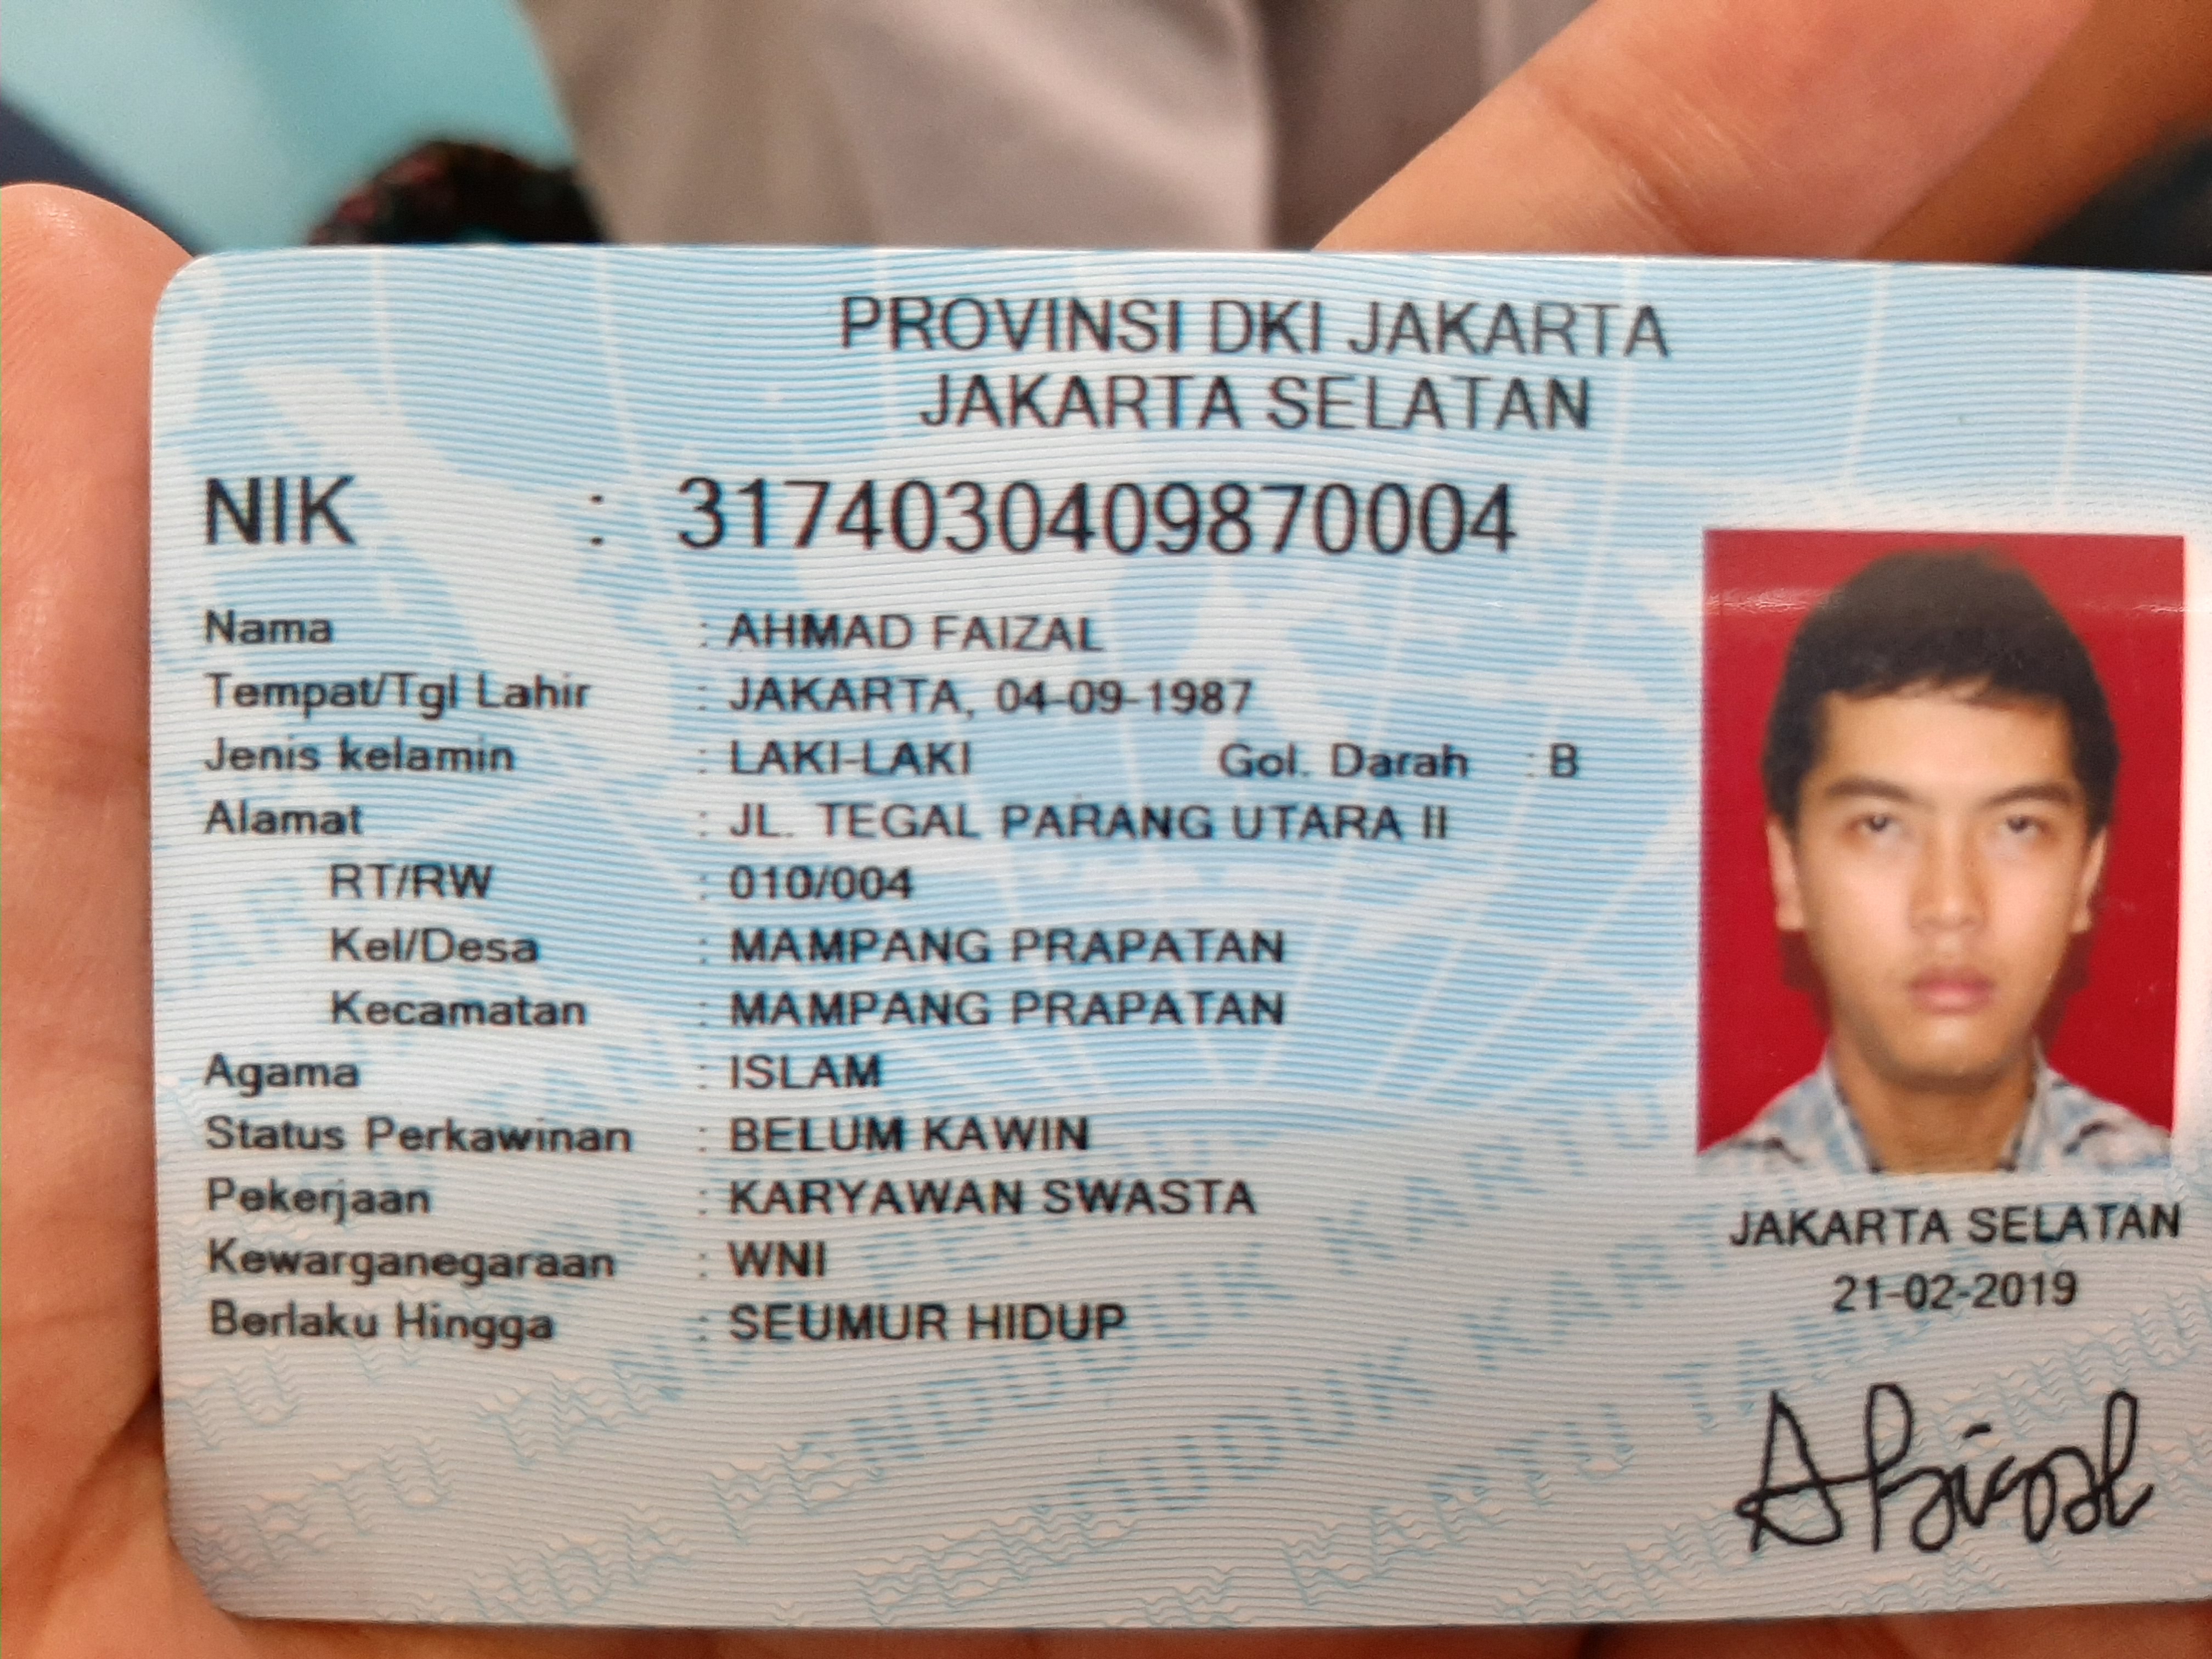 PROVINSI DKI JAKARTA
JAKARTA SELATAN
NIK : 3174030409870004
Nama : AHMAD FAIZAL
Tempat/Tgl Lahir : JAKARTA, 04-09-1987
Jenis kelamin : LAKI-LAKI Gol. Darah : B
Alamat : JL. TEGAL PARANG UTARA II
RT/RW : 010/004
Kel/Desa : MAMPANG PRAPATAN
Kecamatan : MAMPANG PRAPATAN
Agama : ISLAM
Status Perkawinan : BELUM KAWIN
Pekerjaan : KARYAWAN SWASTA
Kewarganegaraan : WNI
Berlaku Hingga : SEUMUR HIDUP
JAKARTA SELATAN
21-02-2019